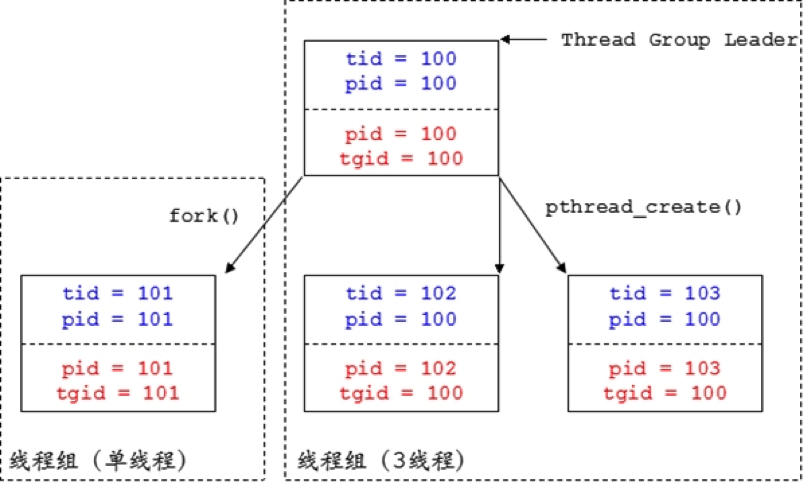 Thread Group Leader
tid = 100
pid = 100
pid = 100
tgid = 100
fork()
pthread_create()
tid = 101
pid = 101
pid = 101
tgid = 101
tid = 102
pid = 100
pid = 102
tgid = 100
tid = 103
pid = 100
pid = 103
tgid = 100
线程组 (单线程)
线程组 (3线程)